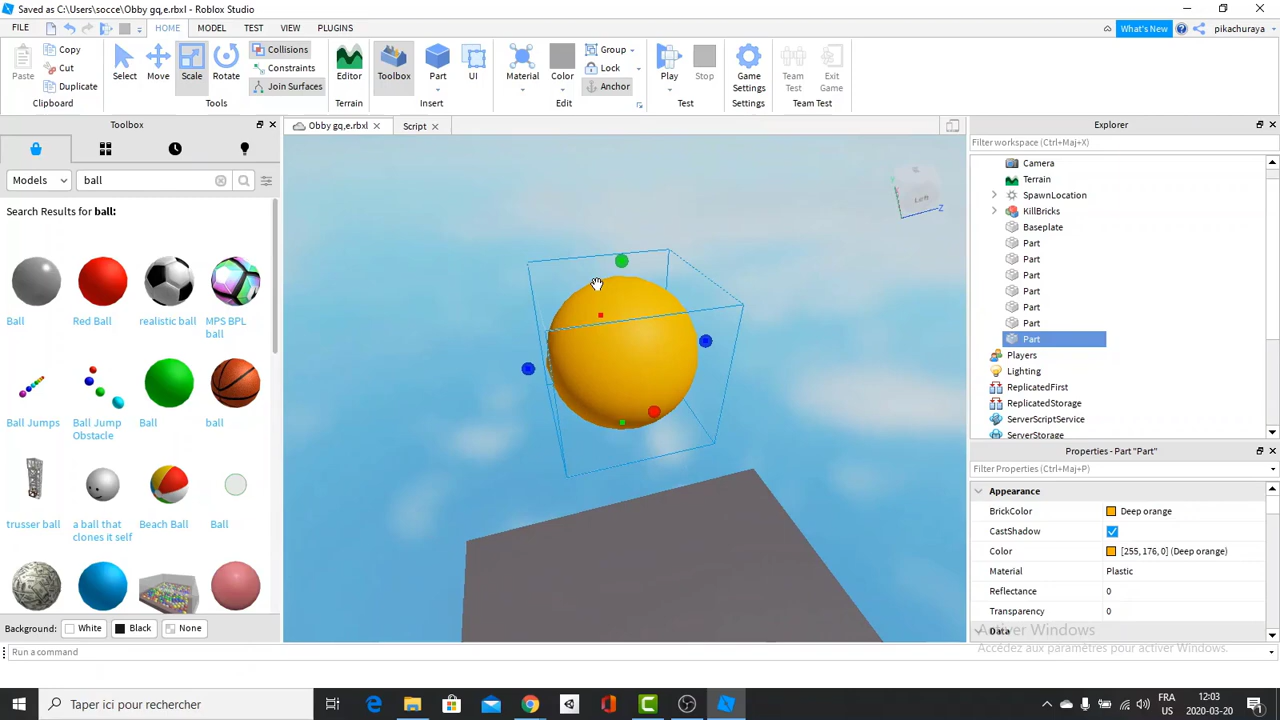 Saved as C:\Users\socce\Obby gq,e.rbxl - Roblox Studio
FILE HOME MODEL TEST VIEW PLUGINS What's New pikachuraya
Paste Copy Cut Duplicate Clipboard
Select Move Scale Rotate Tools
Collisions Constraints Join Surfaces
Editor Terrain
Toolbox Part UI Insert
Material Color Group Lock Anchor Edit
Play Stop Test
Game Settings Settings
Team Test Exit Game Team Test
Toolbox
Models ball
Search Results for ball:
Ball Red Ball realistic ball MPS BPL ball
Ball Jumps Ball Jump Obstacle Ball ball
trusser ball a ball that clones it self Beach Ball Ball
Background: White Black None
Obby gq,e.rbxl Script
Left Z
Explorer
Filter workspace (Ctrl+Maj+X)
Camera
Terrain
SpawnLocation
KillBricks
Baseplate
Part
Part
Part
Part
Part
Part
Part
Players
Lighting
ReplicatedFirst
ReplicatedStorage
ServerScriptService
ServerStorage
Properties - Part "Part"
Filter Properties (Ctrl+Maj+P)
Appearance
BrickColor Deep orange
CastShadow
Color [255, 176, 0] (Deep orange)
Material Plastic
Reflectance 0
Transparency 0
Data
Activer Windows
Accédez aux paramètres pour activer Windows.
Run a command
Taper ici pour rechercher
FRA 12:03
US 2020-03-20
1